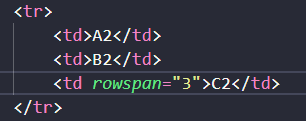 <tr>
<td>A2</td>
<td>B2</td>
<td rowspan="3">C2</td>
</tr>